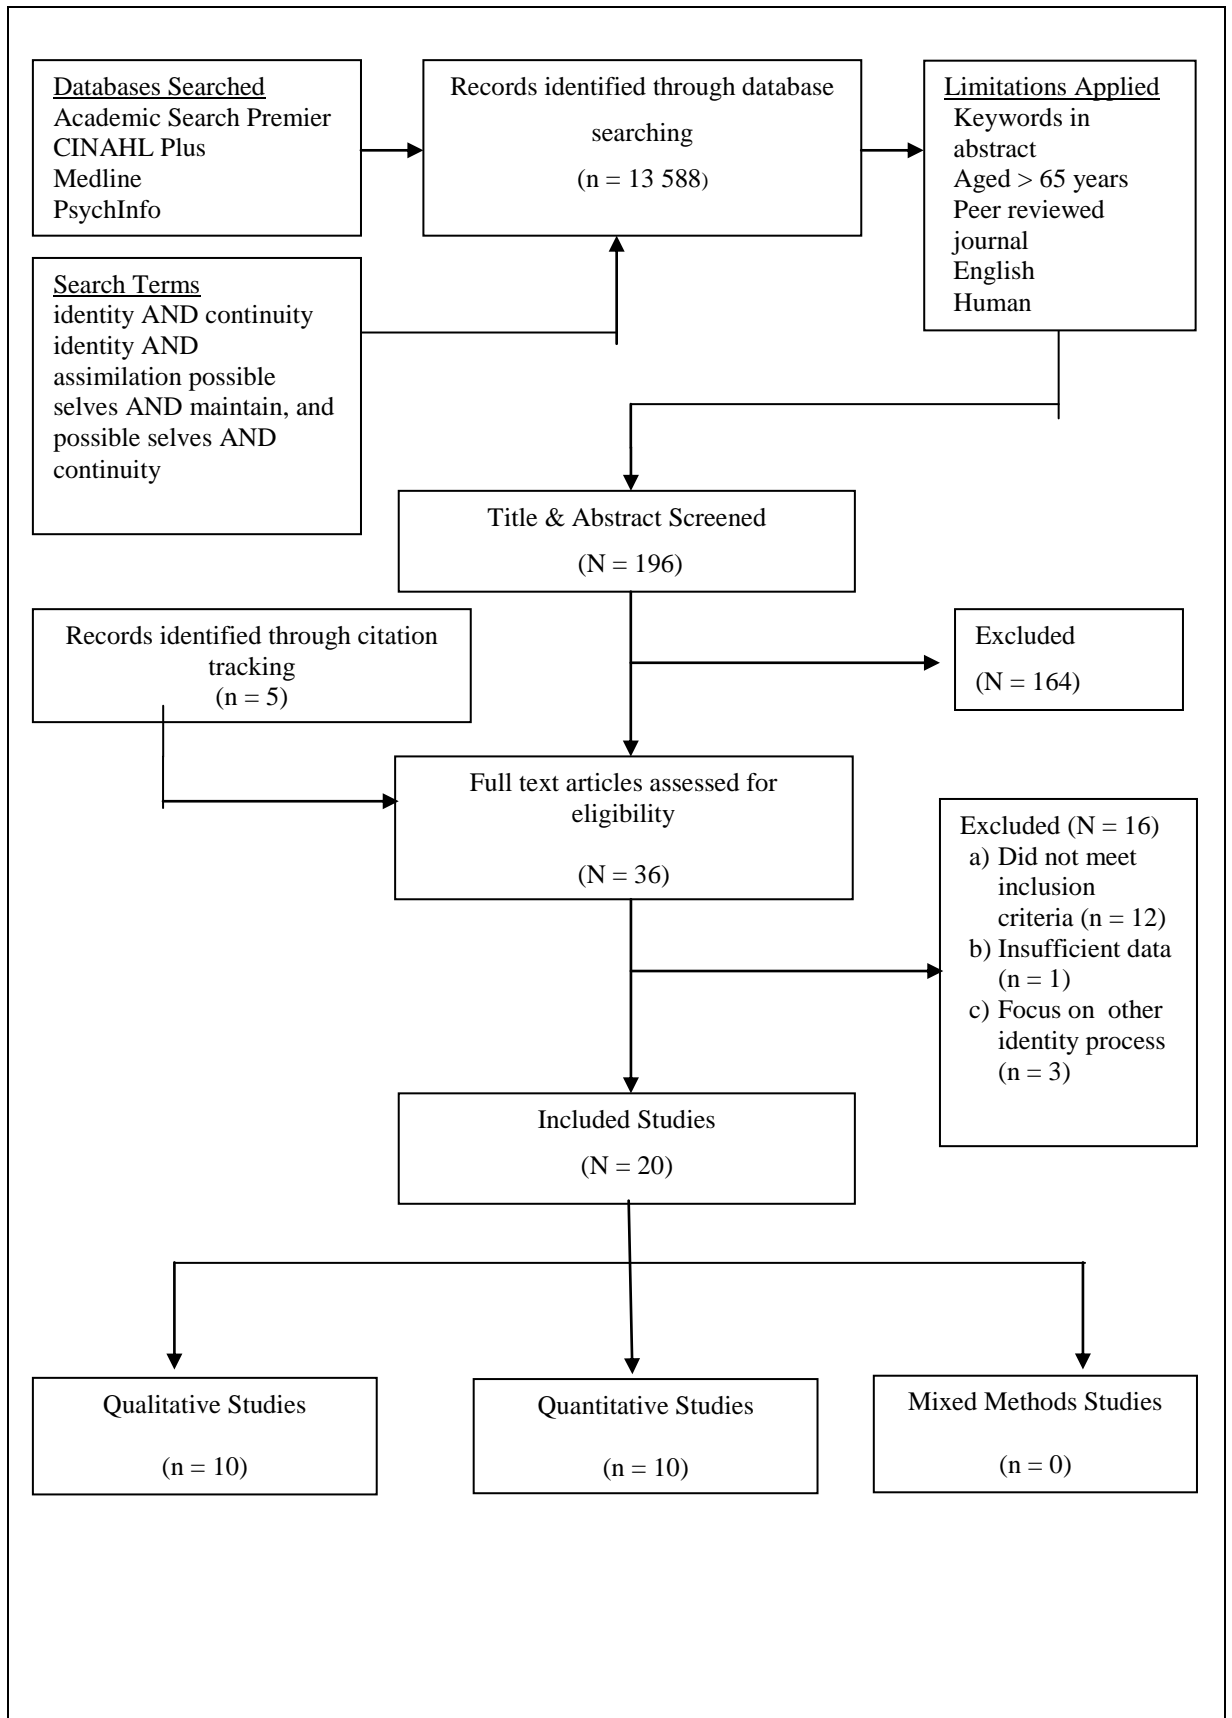 Databases Searched
Academic Search Premier
CINAHL Plus
Medline
PsychInfo
Records identified through database
searching
(n = 13 588)
Limitations Applied
Keywords in
abstract
Aged > 65 years
Peer reviewed
journal
English
Human
Search Terms
identity AND continuity
identity AND
assimilation possible
selves AND maintain, and
possible selves AND
continuity
Title & Abstract Screened
(N = 196)
Records identified through citation
tracking
(n = 5)
Excluded
(N = 164)
Full text articles assessed for
eligibility
(N = 36)
Excluded (N = 16)
a) Did not meet
inclusion
criteria (n = 12)
b) Insufficient data
(n = 1)
c) Focus on other
identity process
(n = 3)
Included Studies
(N = 20)
Qualitative Studies
(n = 10)
Quantitative Studies
(n = 10)
Mixed Methods Studies
(n = 0)